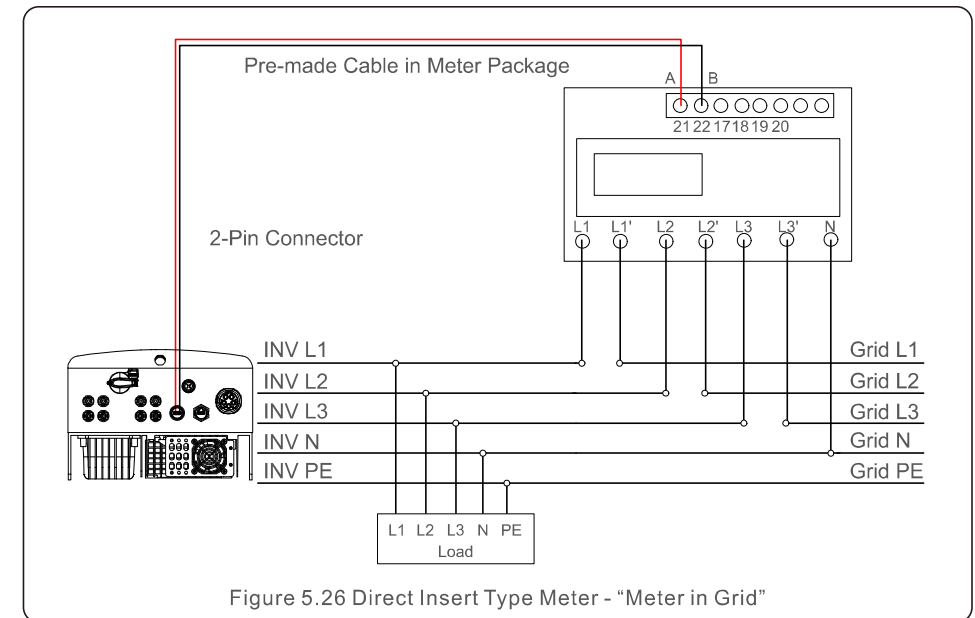 Pre-made Cable in Meter Package
A B
21 22 17 18 19 20
2-Pin Connector
L1 L1' L2 L2' L3 L3' N
INV L1 Grid L1
INV L2 Grid L2
INV L3 Grid L3
INV N Grid N
INV PE Grid PE
L1 L2 L3 N PE
Load
Figure 5.26 Direct Insert Type Meter - “Meter in Grid”